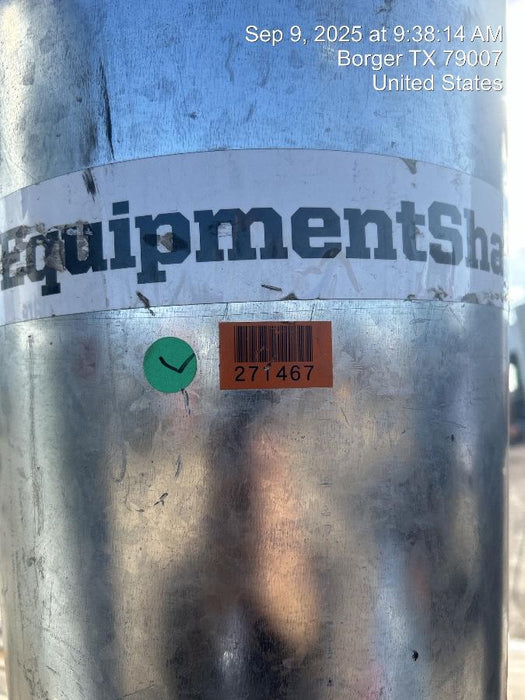 Sep 9, 2025 at 9:38:14 AM
Borger TX 79007
United States
EquipmentSha
271467